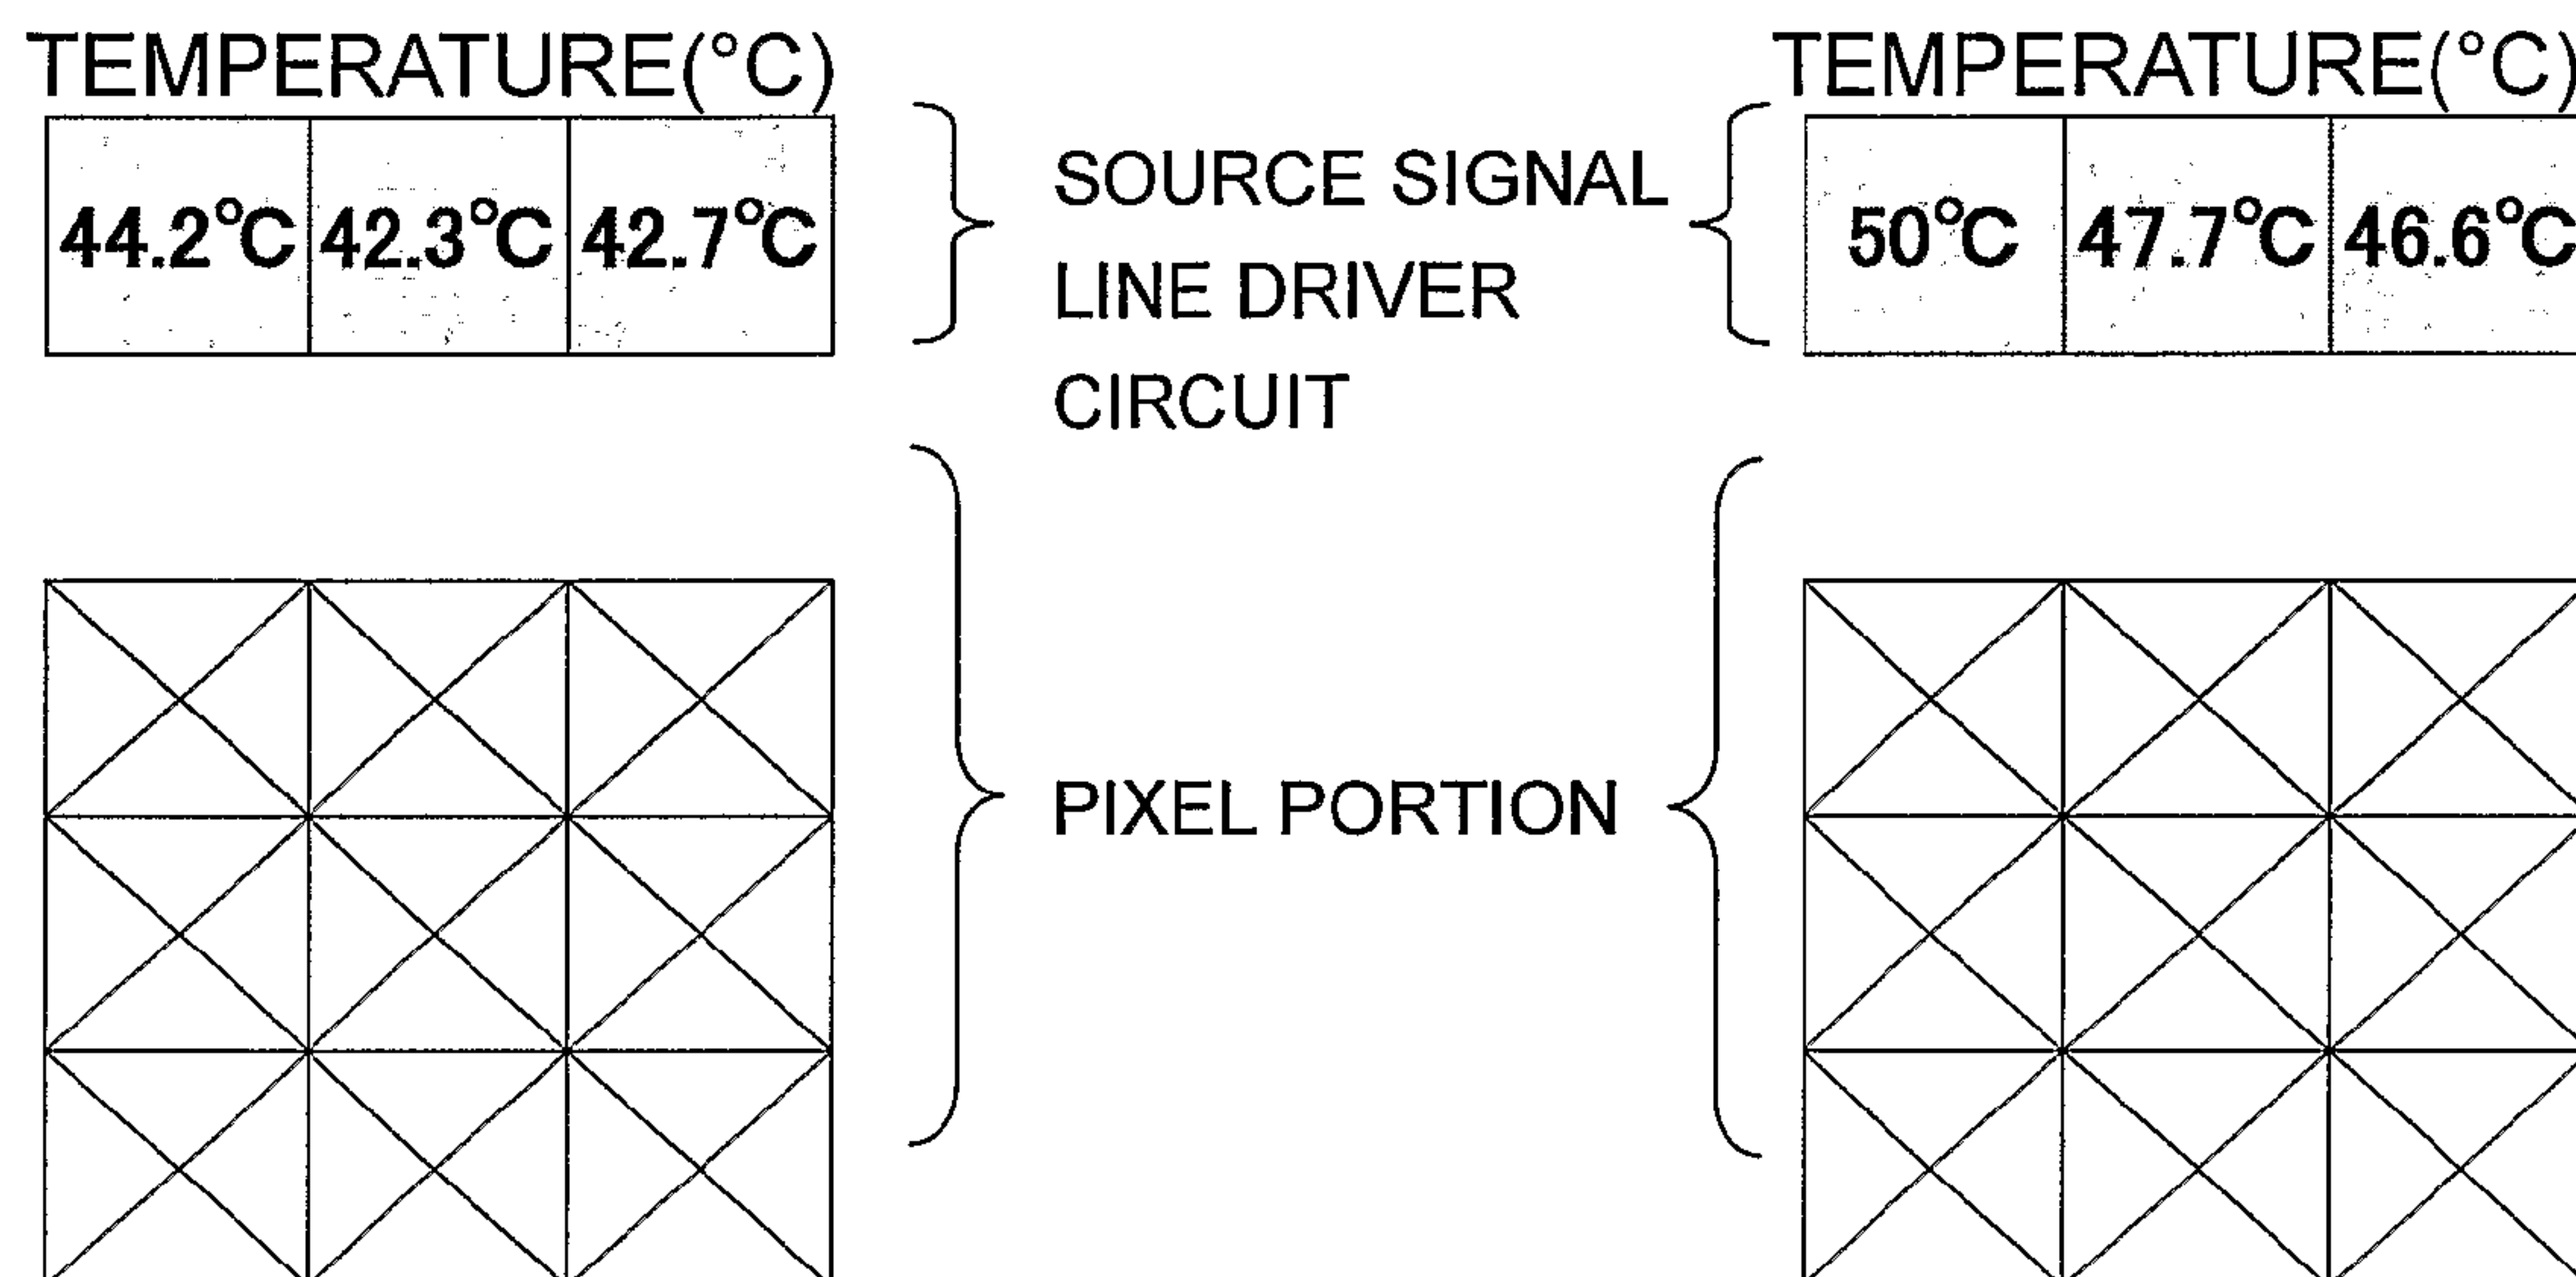 TEMPERATURE(°C)
44.2°C 42.3°C 42.7°C
SOURCE SIGNAL
LINE DRIVER
CIRCUIT
PIXEL PORTION
TEMPERATURE(°C)
50°C 47.7°C 46.6°C